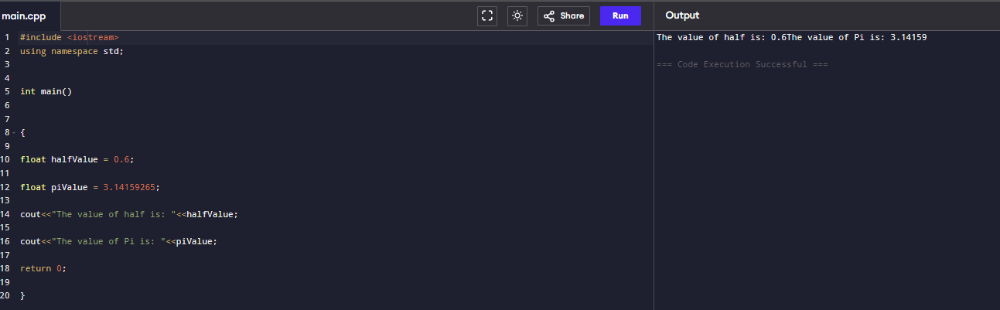 main.cpp Share Run Output
1 #include <iostream>
2 using namespace std;
3
4
5 int main()
6
7
8 {
9
10 float halfValue = 0.6;
11
12 float piValue = 3.14159265;
13
14 cout<<"The value of half is: "<<halfValue;
15
16 cout<<"The value of Pi is: "<<piValue;
17
18 return 0;
19
20 }
The value of half is: 0.6The value of Pi is: 3.14159
=== Code Execution Successful ===